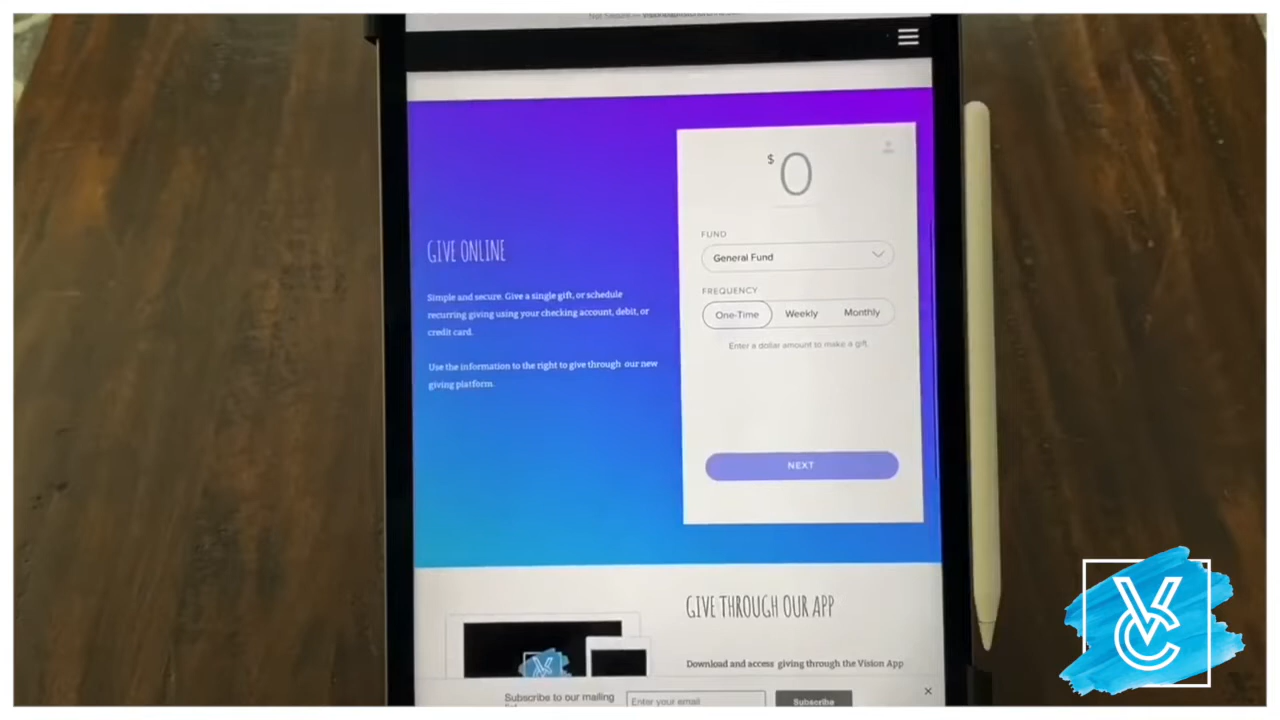 Not Secure —
GIVE ONLINE
Simple and secure. Give a single gift, or schedule
recurring giving using your checking account, debit, or
credit card.
Use the information to the right to give through our new
giving platform.
$0
FUND
General Fund
FREQUENCY
One-Time Weekly Monthly
Enter a dollar amount to make a gift.
NEXT
GIVE THROUGH OUR APP
Download and access giving through the Vision App
Subscribe to our mailing
Enter your email
Subscribe
VC